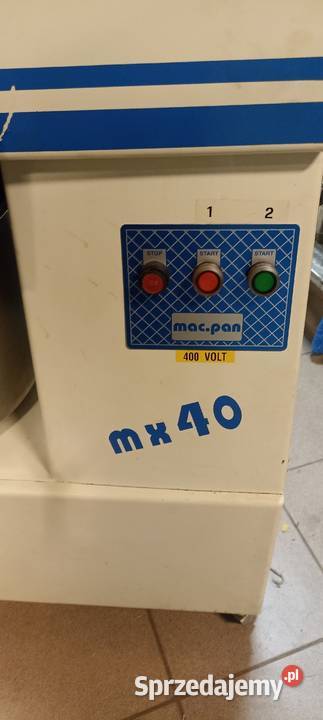 1 2
STOP START START
mac.pan
400 VOLT
mx40
Sprzedajemy.pl